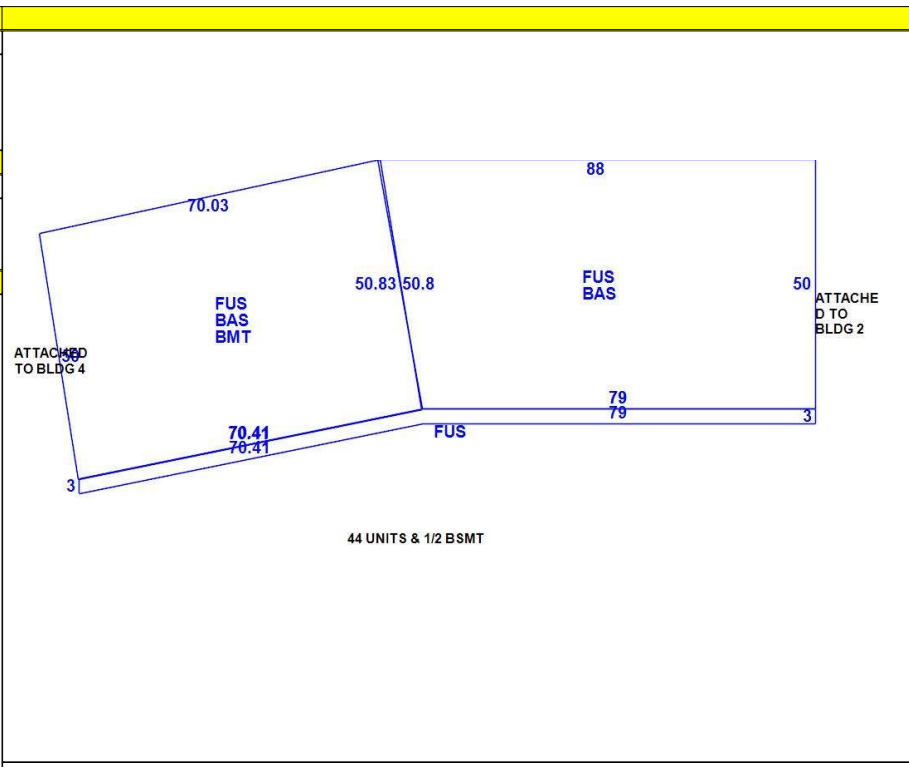 88
70.03
50.83
50.8
FUS
BAS
50
FUS
BAS
BMT
ATTACHE
D TO
BLDG 2
ATTACHED
TO BLDG 4
50
79
79
3
70.41
70.41
FUS
3
44 UNITS & 1/2 BSMT